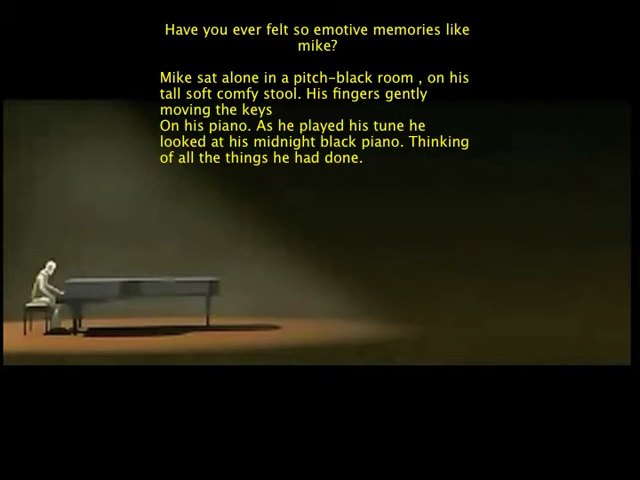 Have you ever felt so emotive memories like
mike?
Mike sat alone in a pitch-black room , on his
tall soft comfy stool. His fingers gently
moving the keys
On his piano. As he played his tune he
looked at his midnight black piano. Thinking
of all the things he had done.